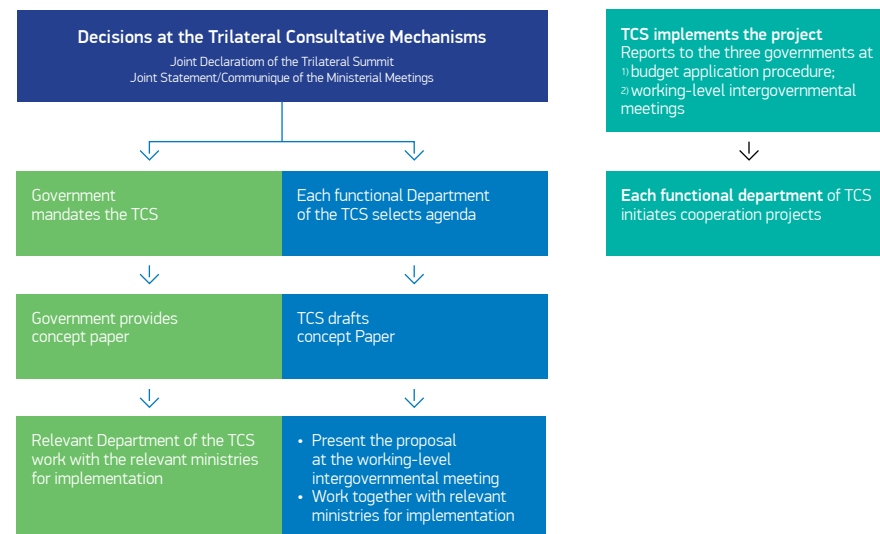 Decisions at the Trilateral Consultative Mechanisms
Joint Declaratiom of the Trilateral Summit
Joint Statement/Communique of the Ministerial Meetings
Government
mandates the TCS
Each functional Department
of the TCS selects agenda
Government provides
concept paper
TCS drafts
concept Paper
Relevant Department of the TCS
work with the relevant ministries
for implementation
• Present the proposal
at the working-level
intergovernmental meeting
• Work together with relevant
ministries for implementation
TCS implements the project
Reports to the three governments at
1) budget application procedure;
2) working-level intergovernmental
meetings
Each functional department of TCS
initiates cooperation projects